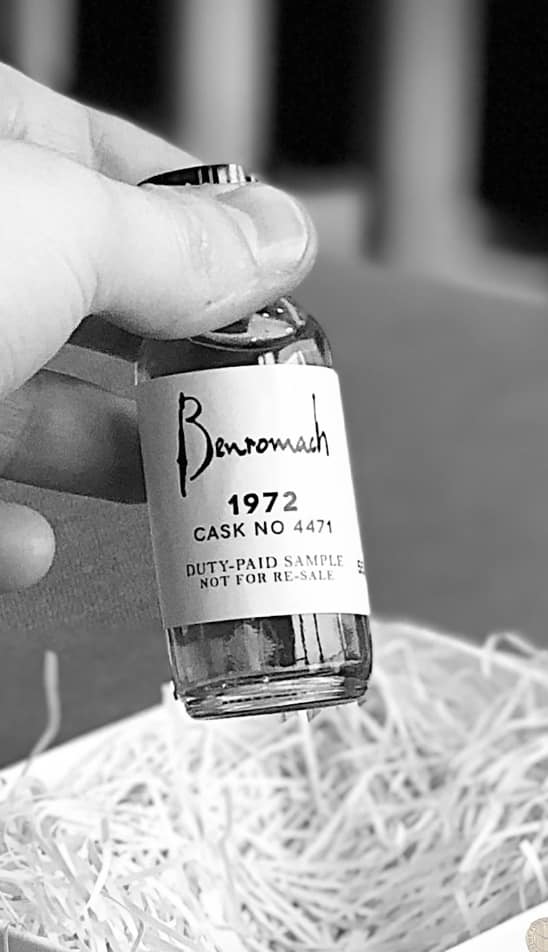 Benromach
1972
CASK NO 4471
DUTY-PAID SAMPLE
NOT FOR RE-SALE